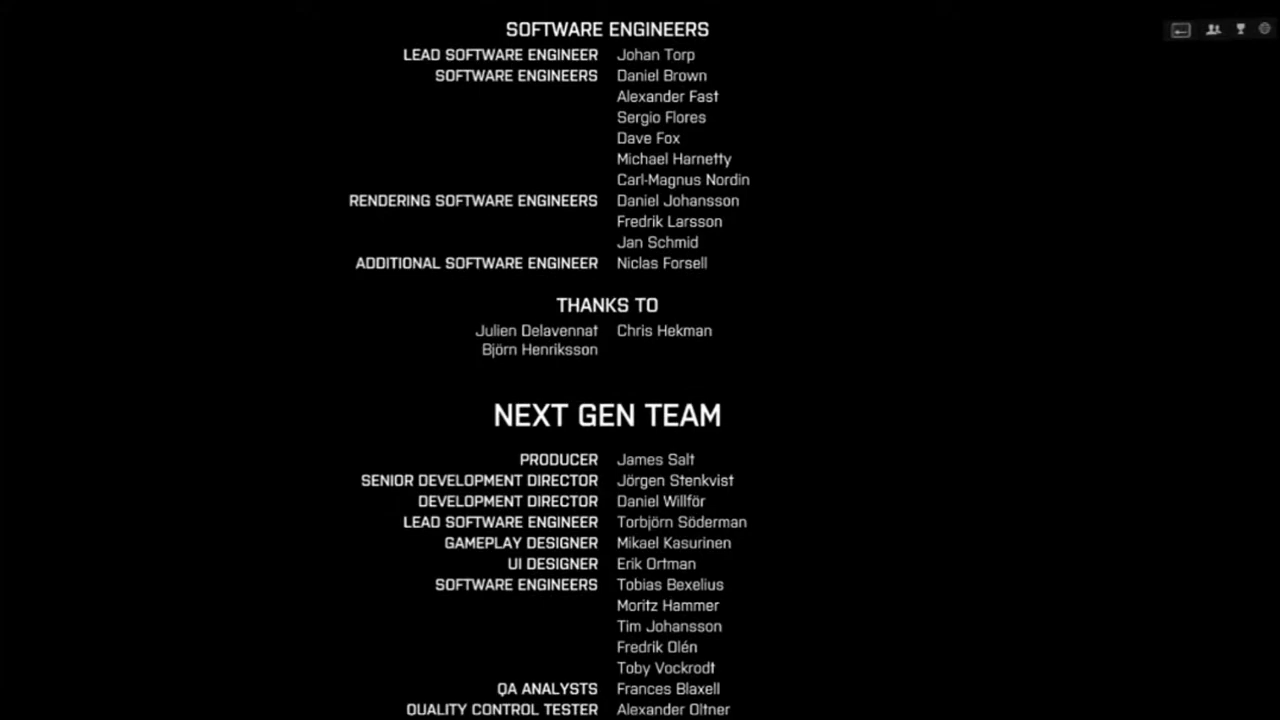 SOFTWARE ENGINEERS
LEAD SOFTWARE ENGINEER Johan Torp
SOFTWARE ENGINEERS Daniel Brown
Alexander Fast
Sergio Flores
Dave Fox
Michael Harnetty
Carl-Magnus Nordin
RENDERING SOFTWARE ENGINEERS Daniel Johansson
Fredrik Larsson
Jan Schmid
ADDITIONAL SOFTWARE ENGINEER Niclas Forsell
THANKS TO
Julien Delavennat Chris Hekman
Björn Henriksson
NEXT GEN TEAM
PRODUCER James Salt
SENIOR DEVELOPMENT DIRECTOR Jörgen Stenkvist
DEVELOPMENT DIRECTOR Daniel Willför
LEAD SOFTWARE ENGINEER Torbjörn Söderman
GAMEPLAY DESIGNER Mikael Kasurinen
UI DESIGNER Erik Ortman
SOFTWARE ENGINEERS Tobias Bexelius
Moritz Hammer
Tim Johansson
Fredrik Olén
Toby Vockrodt
QA ANALYSTS Frances Blaxell
QUALITY CONTROL TESTER Alexander Oltner